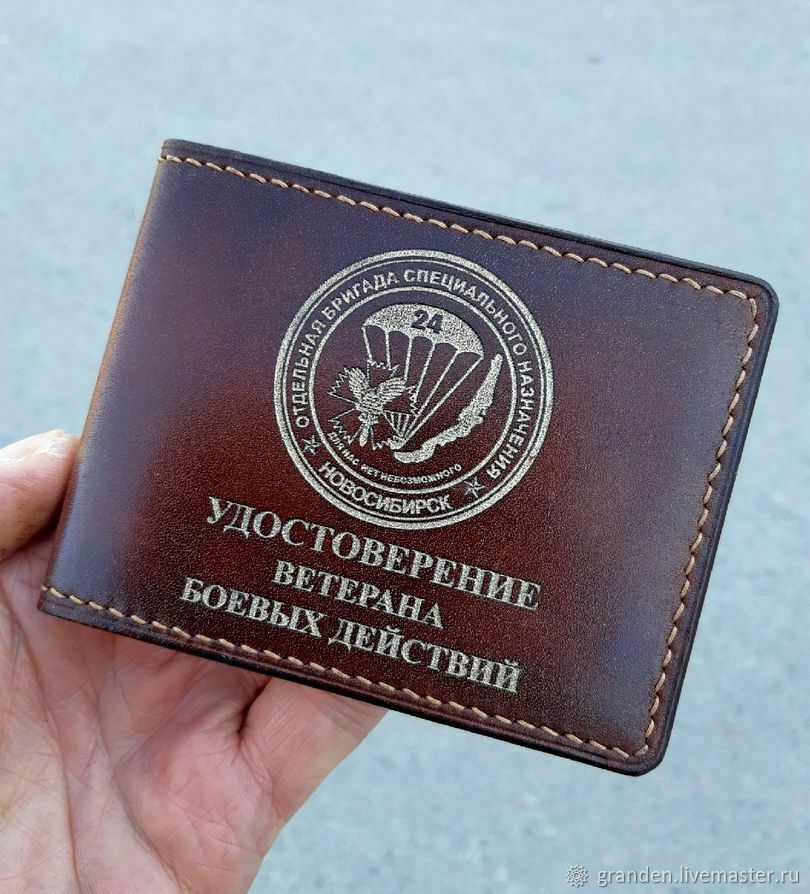 ОТДЕЛЬНАЯ БРИГАДА СПЕЦИАЛЬНОГО НАЗНАЧЕНИЯ
24
ДЛЯ НАС НЕТ НЕВОЗМОЖНОГО
НОВОСИБИРСК
УДОСТОВЕРЕНИЕ
ВЕТЕРАНА
БОЕВЫХ ДЕЙСТВИЙ
granden.livemaster.ru